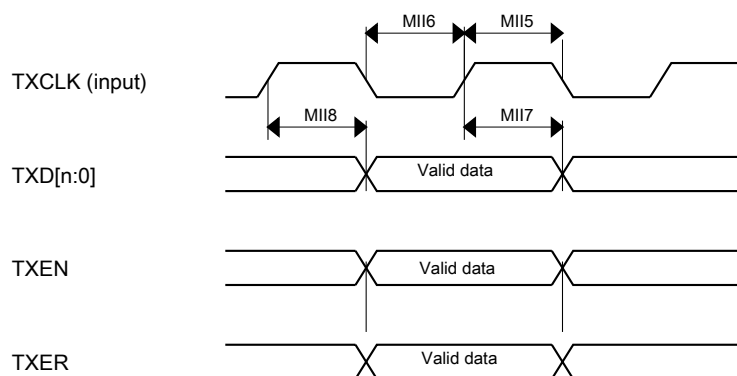 MII6
MII5
TXCLK (input)
MII8
MII7
TXD[n:0]
Valid data
TXEN
Valid data
TXER
Valid data